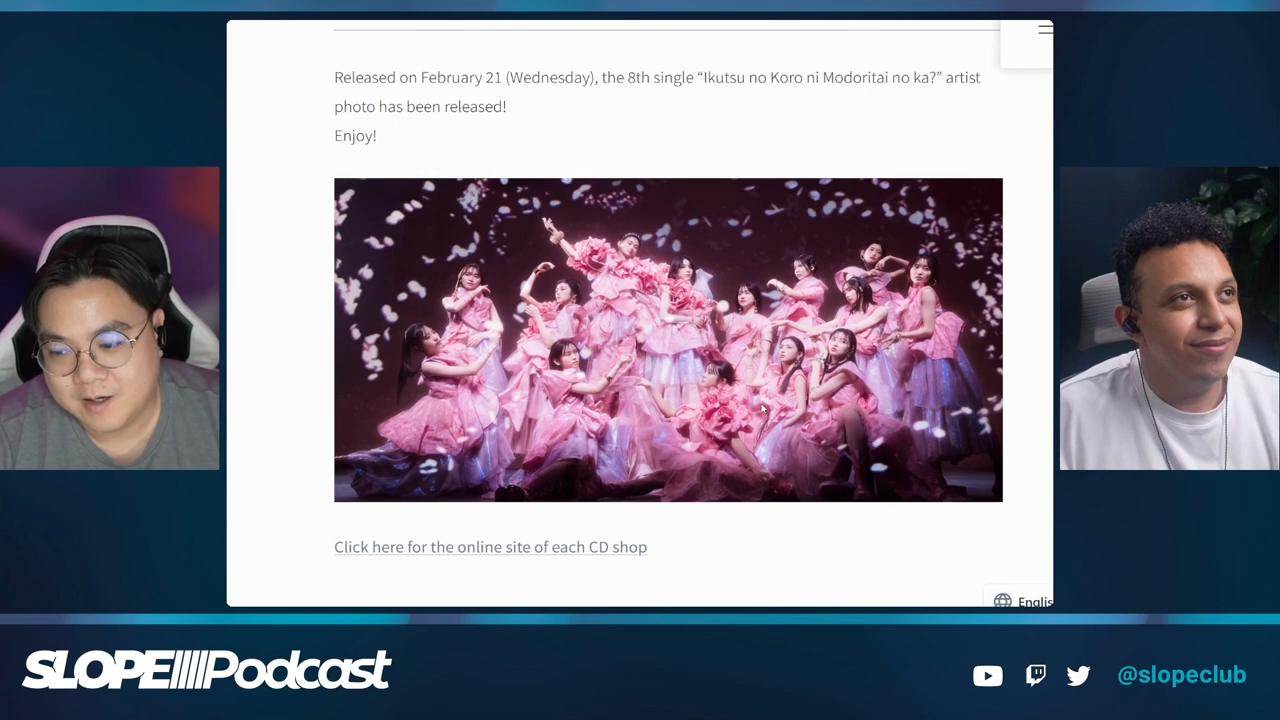 Released on February 21 (Wednesday), the 8th single “Ikutsu no Koro ni Modoritai no ka?” artist
photo has been released!
Enjoy!
Click here for the online site of each CD shop
Englis
SLOPE Podcast
@slopeclub